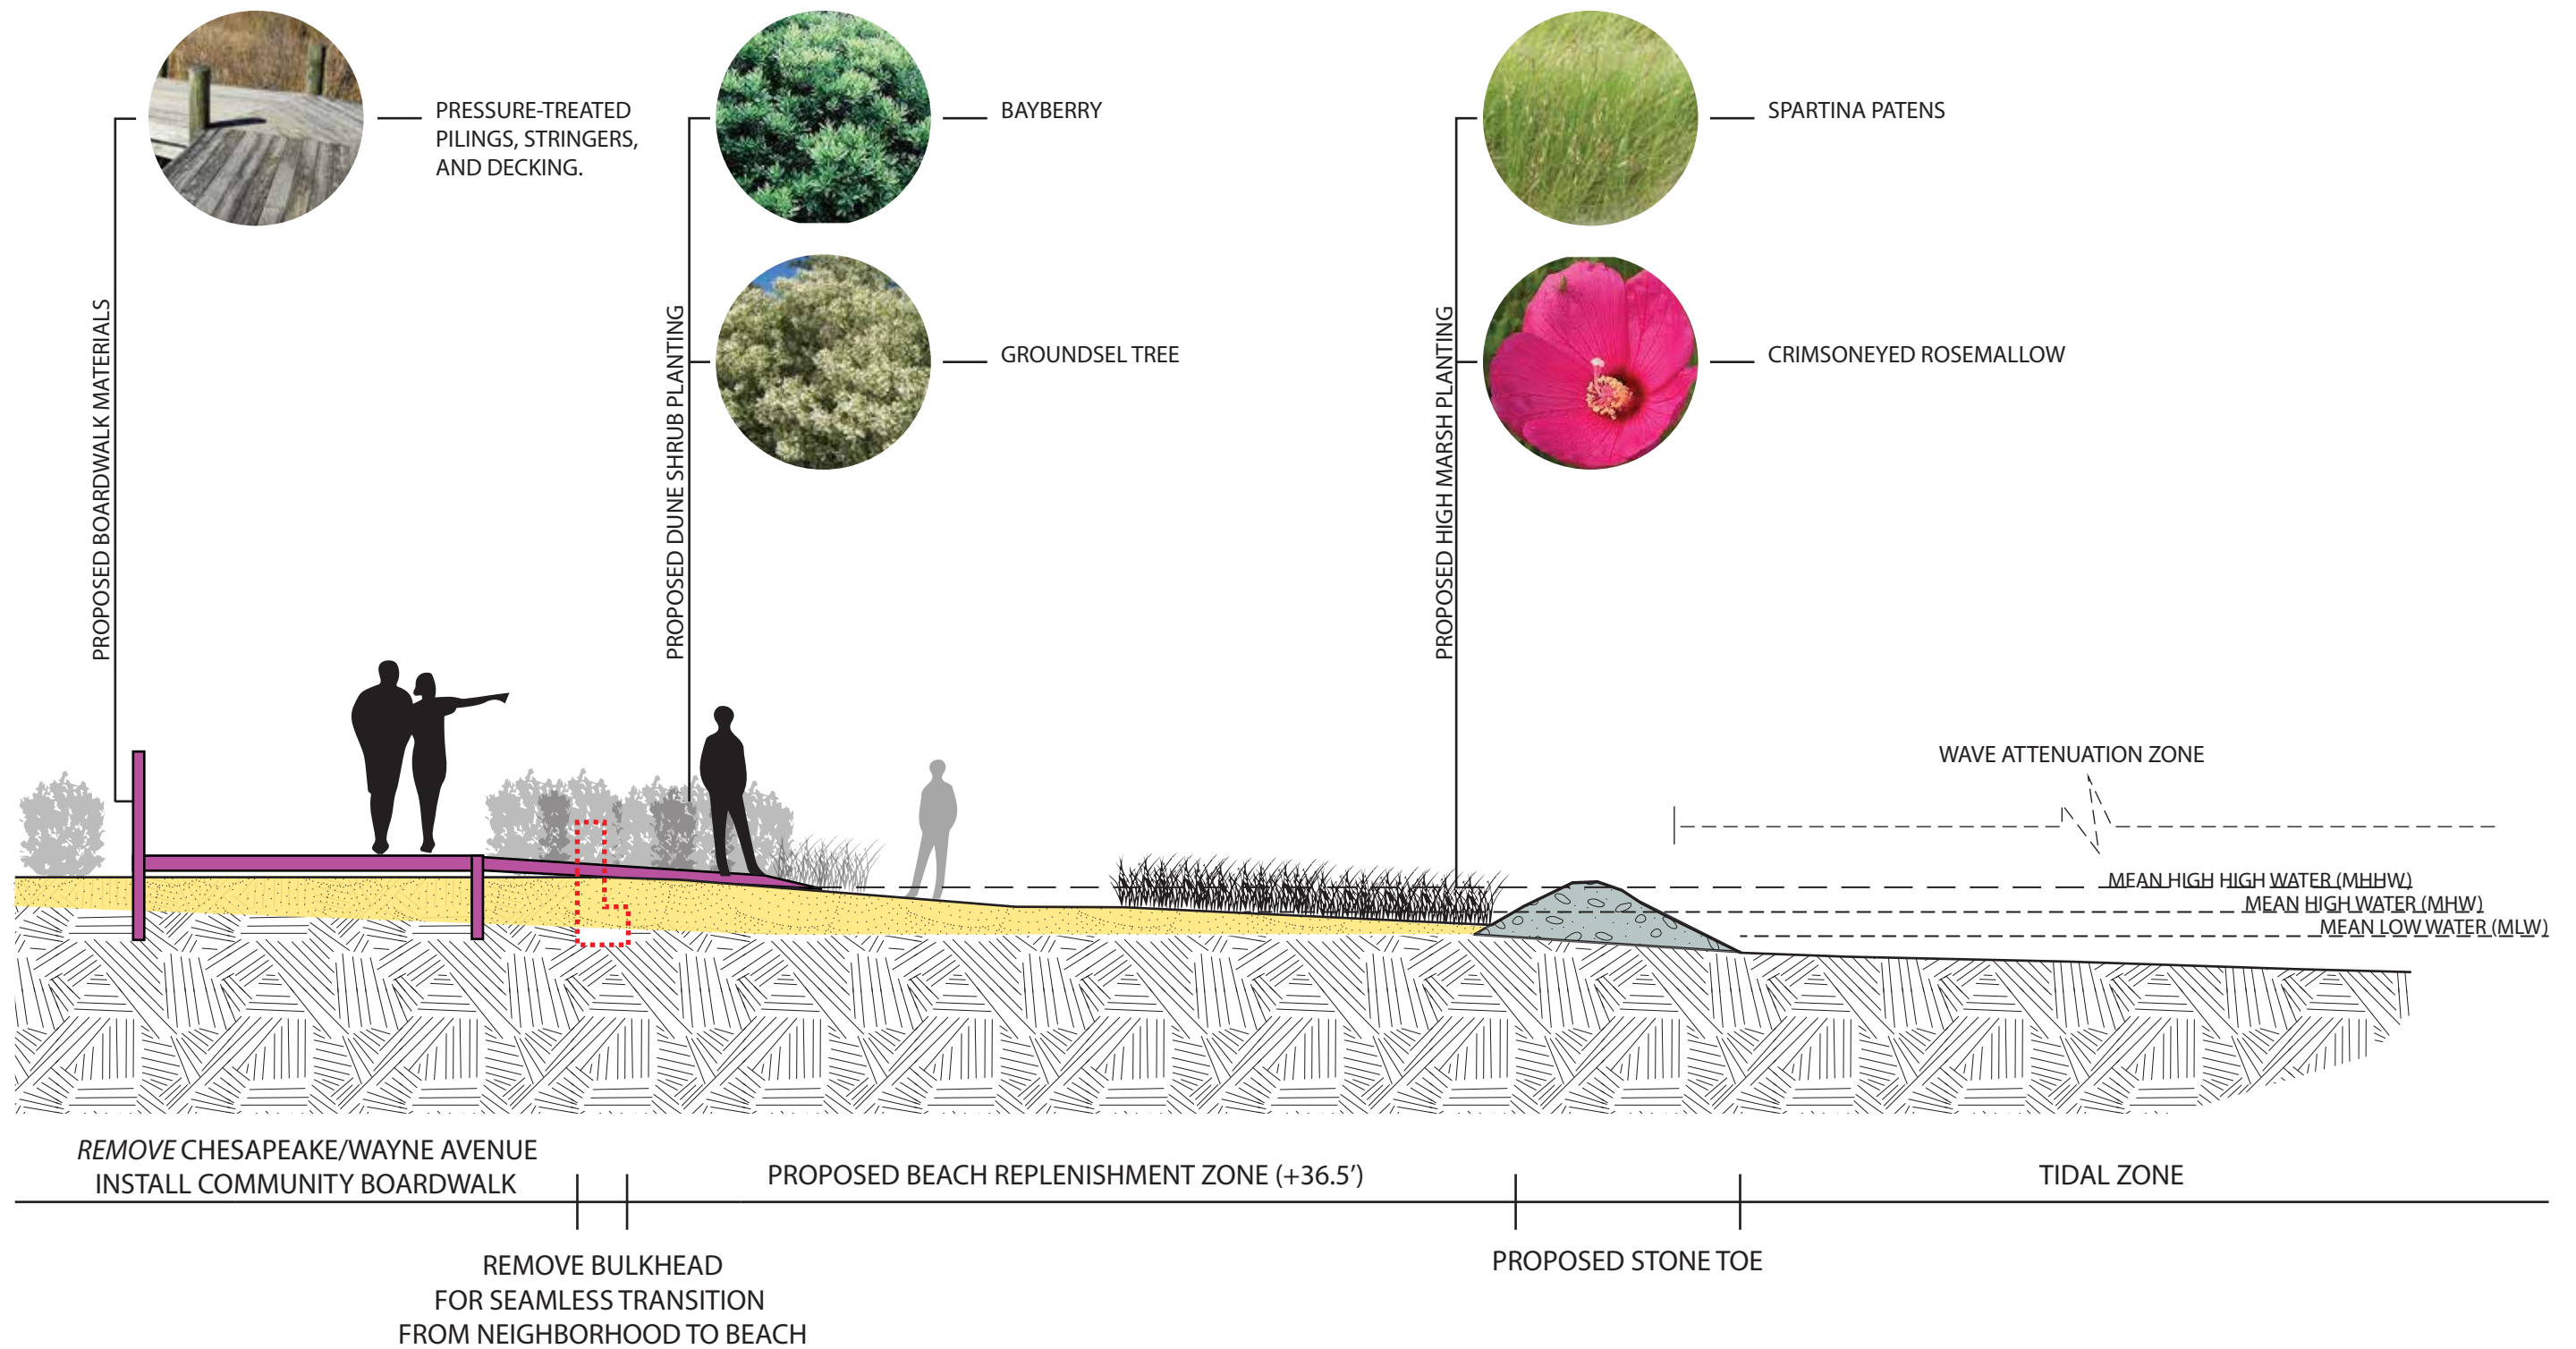 PRESSURE-TREATED
PILINGS, STRINGERS,
AND DECKING.
BAYBERRY
SPARTINA PATENS
GROUNDSEL TREE
CRIMSONEYED ROSEMALLOW
PROPOSED BOARDWALK MATERIALS
PROPOSED DUNE SHRUB PLANTING
PROPOSED HIGH MARSH PLANTING
WAVE ATTENUATION ZONE
MEAN HIGH HIGH WATER (MHHW)
MEAN HIGH WATER (MHW)
MEAN LOW WATER (MLW)
REMOVE CHESAPEAKE/WAYNE AVENUE
INSTALL COMMUNITY BOARDWALK
PROPOSED BEACH REPLENISHMENT ZONE (+36.5’)
TIDAL ZONE
REMOVE BULKHEAD
FOR SEAMLESS TRANSITION
FROM NEIGHBORHOOD TO BEACH
PROPOSED STONE TOE